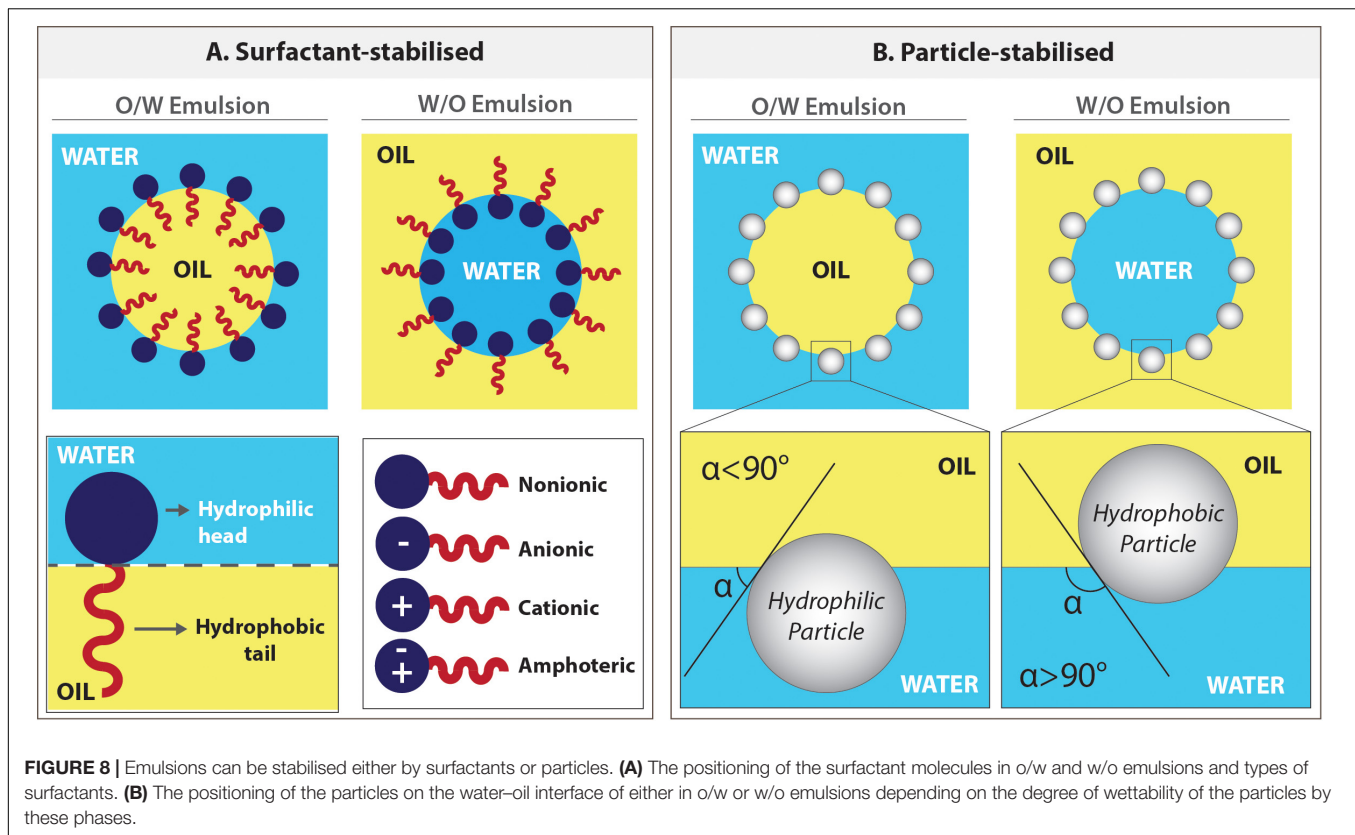 A. Surfactant-stabilised
O/W Emulsion
W/O Emulsion
WATER
OIL
OIL
WATER
WATER
Hydrophilic
head
Hydrophobic
tail
OIL
Nonionic
-
Anionic
+
Cationic
-
+
Amphoteric
B. Particle-stabilised
O/W Emulsion
W/O Emulsion
WATER
OIL
OIL
WATER
α<90°
OIL
α
Hydrophilic
Particle
WATER
OIL
Hydrophobic
Particle
α
α>90°
WATER
FIGURE 8 | Emulsions can be stabilised either by surfactants or particles. (A) The positioning of the surfactant molecules in o/w and w/o emulsions and types of
surfactants. (B) The positioning of the particles on the water–oil interface of either in o/w or w/o emulsions depending on the degree of wettability of the particles by
these phases.